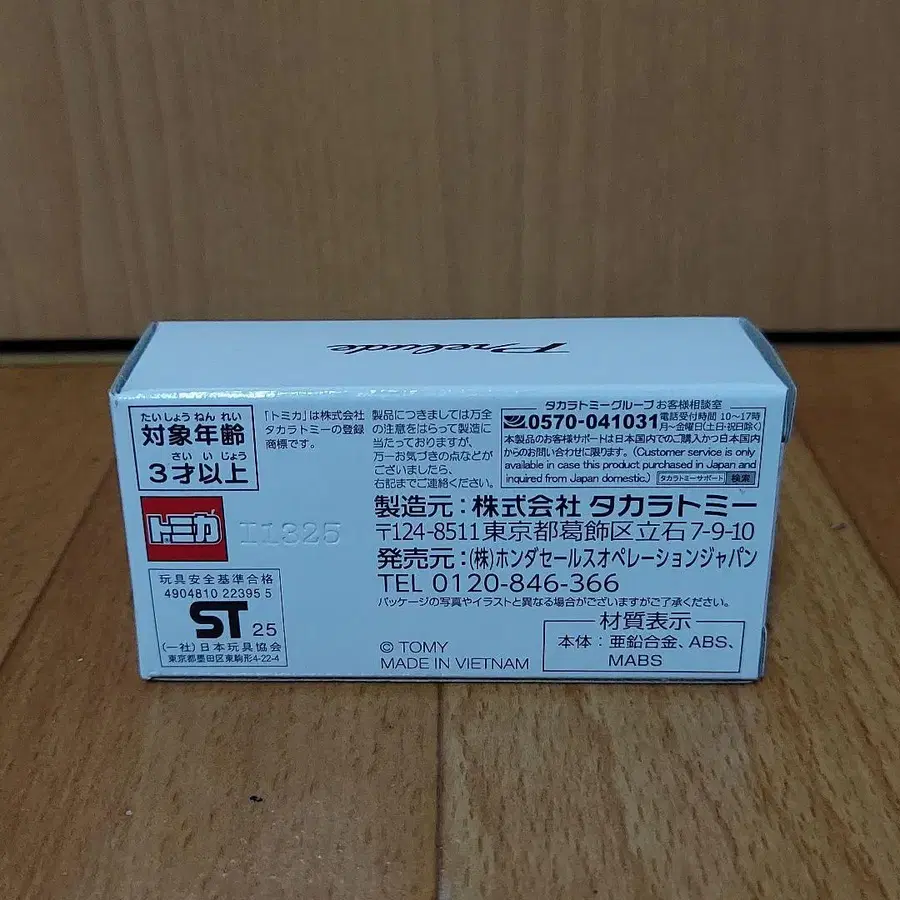 Prelude
たいしょう ねん れい
対象年齢
さい い じょう
3才以上
「トミカ」は株式会社
タカラトミーの登録
商標です。
製品につきましては万全
の注意をはらって製造に
当たっておりますが、
万一お気づきの点などが
ございましたら、
右記までご連絡ください。
タカラトミーグループお客様相談室
0570-041031
電話受付時間 10〜17時
月〜金曜日(土日・祝日除く)
本製品のお客様サポートは日本国内でのご購入かつ日本国内
からのお問い合わせに限ります。(Customer service is only
available in case this product purchased in Japan and
inquired from Japan domestic.) タカラトミーサポート 検索
トミカ
I1325
製造元:株式会社 タカラトミー
〒124-8511東京都葛飾区立石7-9-10
発売元:(株)ホンダセールスオペレーションジャパン
TEL 0120-846-366
パッケージの写真やイラストと異なる場合がございますがご了承ください。
玩具安全基準合格
4904810 22395 5
ST 25
(一社)日本玩具協会
東京都墨田区東駒形4-22-4
© TOMY
MADE IN VIETNAM
材質表示
本体:亜鉛合金、ABS、
MABS